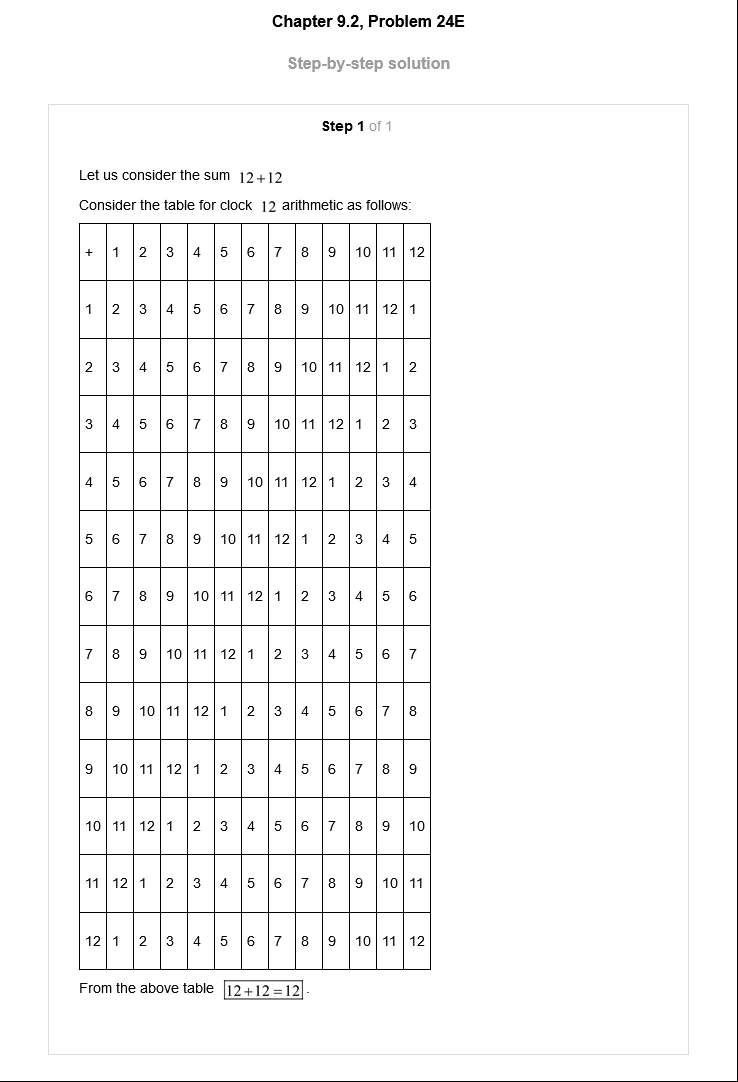 Chapter 9.2, Problem 24E
Step-by-step solution
Step 1 of 1
Let us consider the sum 12+12
Consider the table for clock 12 arithmetic as follows:
+ 1 2 3 4 5 6 7 8 9 10 11 12
1 2 3 4 5 6 7 8 9 10 11 12 1
2 3 4 5 6 7 8 9 10 11 12 1 2
3 4 5 6 7 8 9 10 11 12 1 2 3
4 5 6 7 8 9 10 11 12 1 2 3 4
5 6 7 8 9 10 11 12 1 2 3 4 5
6 7 8 9 10 11 12 1 2 3 4 5 6
7 8 9 10 11 12 1 2 3 4 5 6 7
8 9 10 11 12 1 2 3 4 5 6 7 8
9 10 11 12 1 2 3 4 5 6 7 8 9
10 11 12 1 2 3 4 5 6 7 8 9 10
11 12 1 2 3 4 5 6 7 8 9 10 11
12 1 2 3 4 5 6 7 8 9 10 11 12
From the above table 12+12=12.